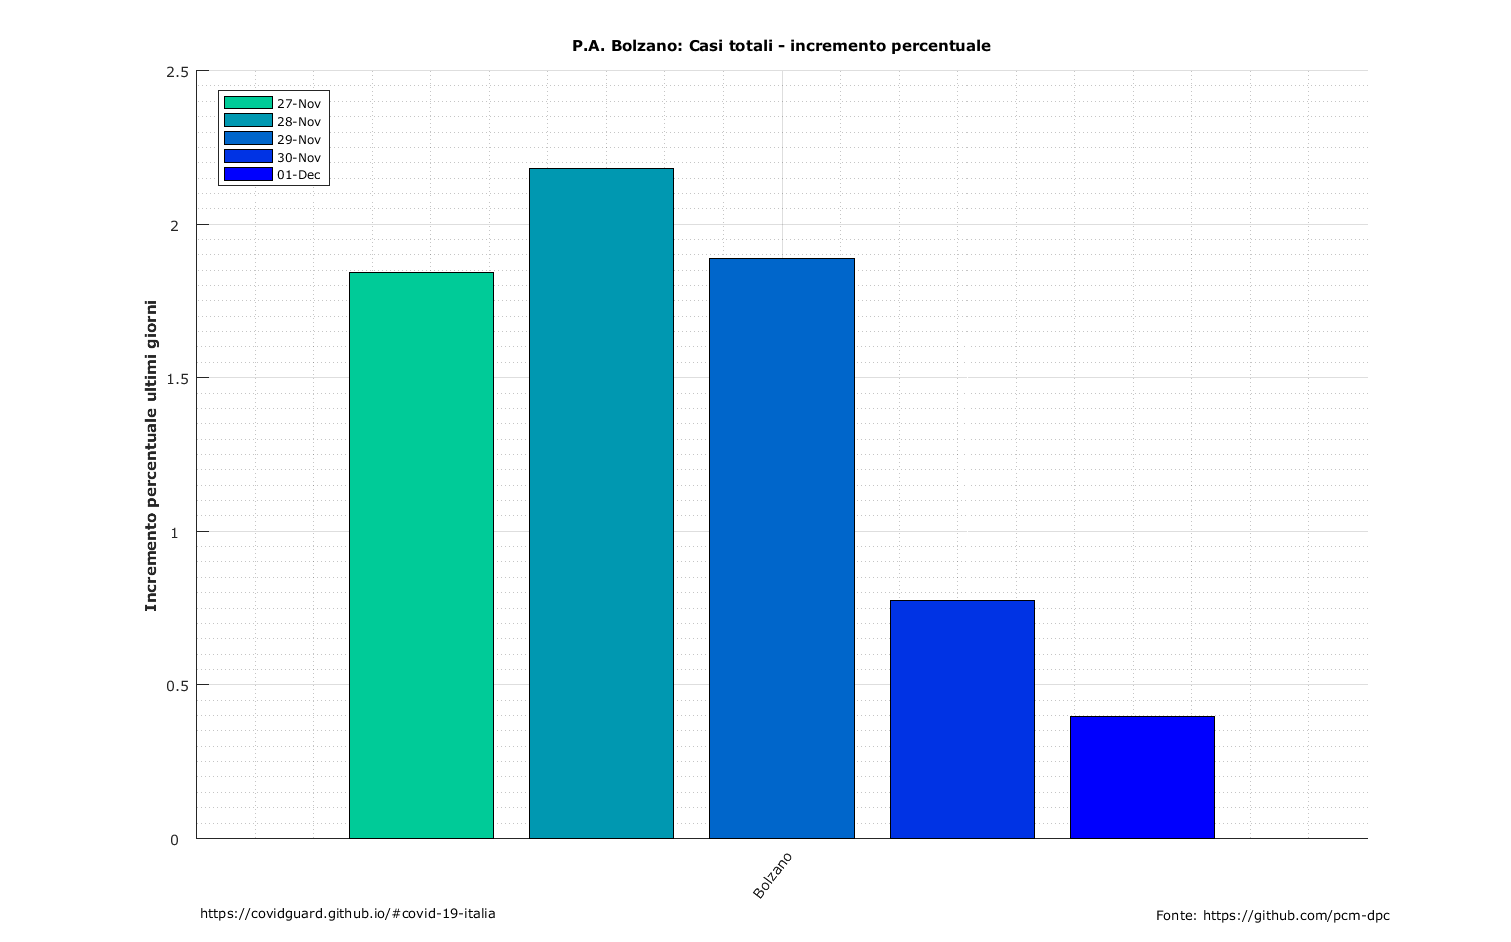 P.A. Bolzano: Casi totali - incremento percentuale
2.5
2
1.5
1
0.5
0
Incremento percentuale ultimi giorni
27-Nov
28-Nov
29-Nov
30-Nov
01-Dec
Bolzano
https://covidguard.github.io/#covid-19-italia
Fonte: https://github.com/pcm-dpc